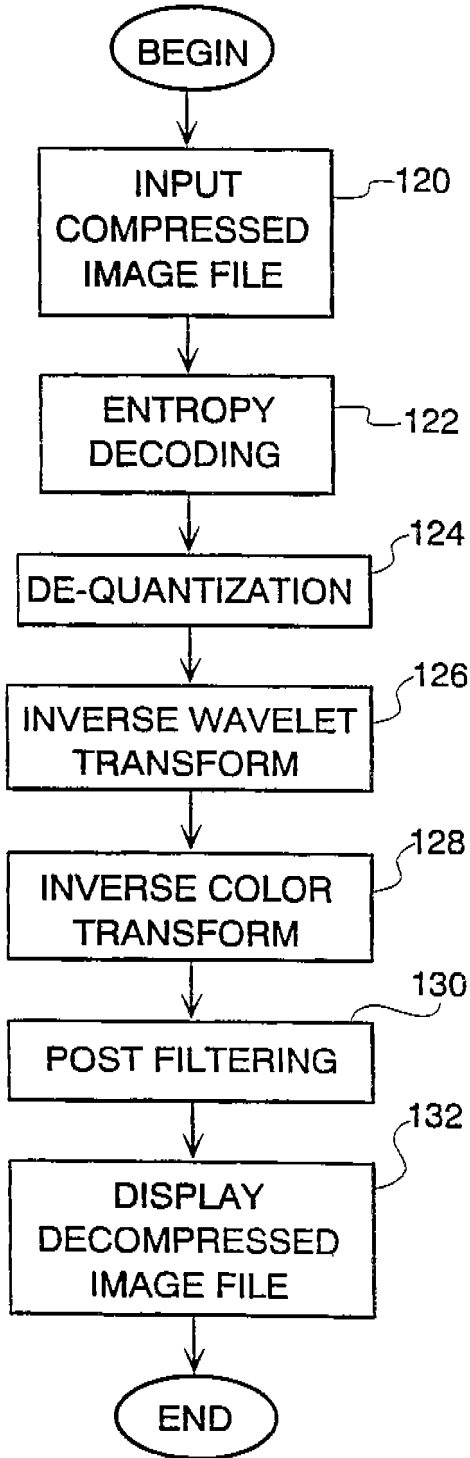 BEGIN
INPUT
COMPRESSED
IMAGE FILE
120
ENTROPY
DECODING
122
124
DE-QUANTIZATION
126
INVERSE WAVELET
TRANSFORM
128
INVERSE COLOR
TRANSFORM
130
POST FILTERING
132
DISPLAY
DECOMPRESSED
IMAGE FILE
END